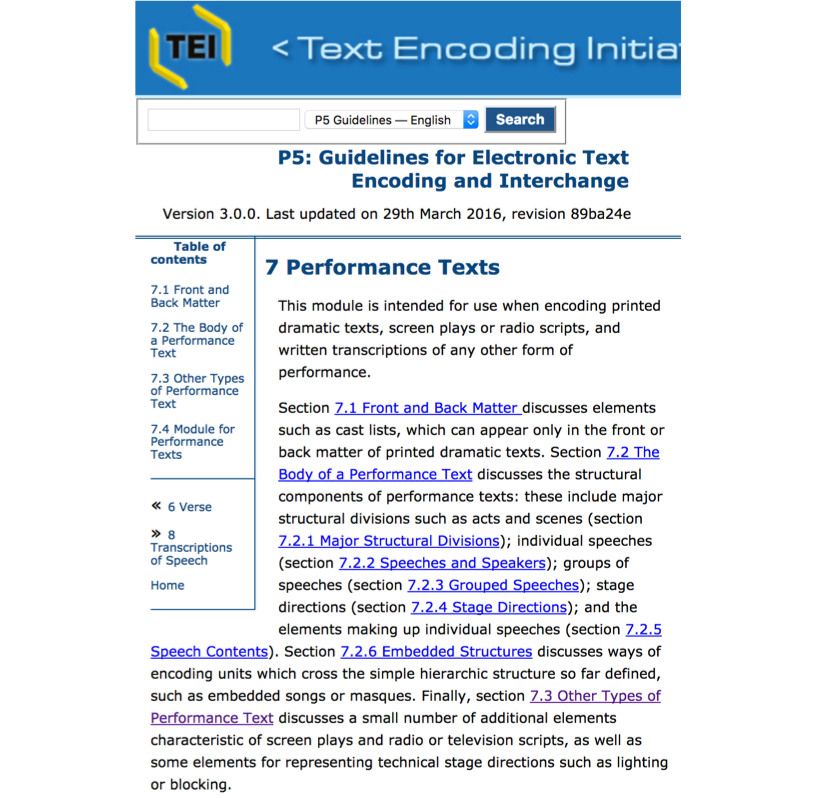 TEI
< Text Encoding Initia
P5 Guidelines — English
Search
P5: Guidelines for Electronic Text
Encoding and Interchange
Version 3.0.0. Last updated on 29th March 2016, revision 89ba24e
Table of
contents
7.1 Front and
Back Matter
7.2 The Body of
a Performance
Text
7.3 Other Types
of Performance
Text
7.4 Module for
Performance
Texts
« 6 Verse
» 8
Transcriptions
of Speech
Home
7 Performance Texts
This module is intended for use when encoding printed
dramatic texts, screen plays or radio scripts, and
written transcriptions of any other form of
performance.
Section 7.1 Front and Back Matter discusses elements
such as cast lists, which can appear only in the front or
back matter of printed dramatic texts. Section 7.2 The
Body of a Performance Text discusses the structural
components of performance texts: these include major
structural divisions such as acts and scenes (section
7.2.1 Major Structural Divisions); individual speeches
(section 7.2.2 Speeches and Speakers); groups of
speeches (section 7.2.3 Grouped Speeches); stage
directions (section 7.2.4 Stage Directions); and the
elements making up individual speeches (section 7.2.5
Speech Contents). Section 7.2.6 Embedded Structures discusses ways of
encoding units which cross the simple hierarchic structure so far defined,
such as embedded songs or masques. Finally, section 7.3 Other Types of
Performance Text discusses a small number of additional elements
characteristic of screen plays and radio or television scripts, as well as
some elements for representing technical stage directions such as lighting
or blocking.